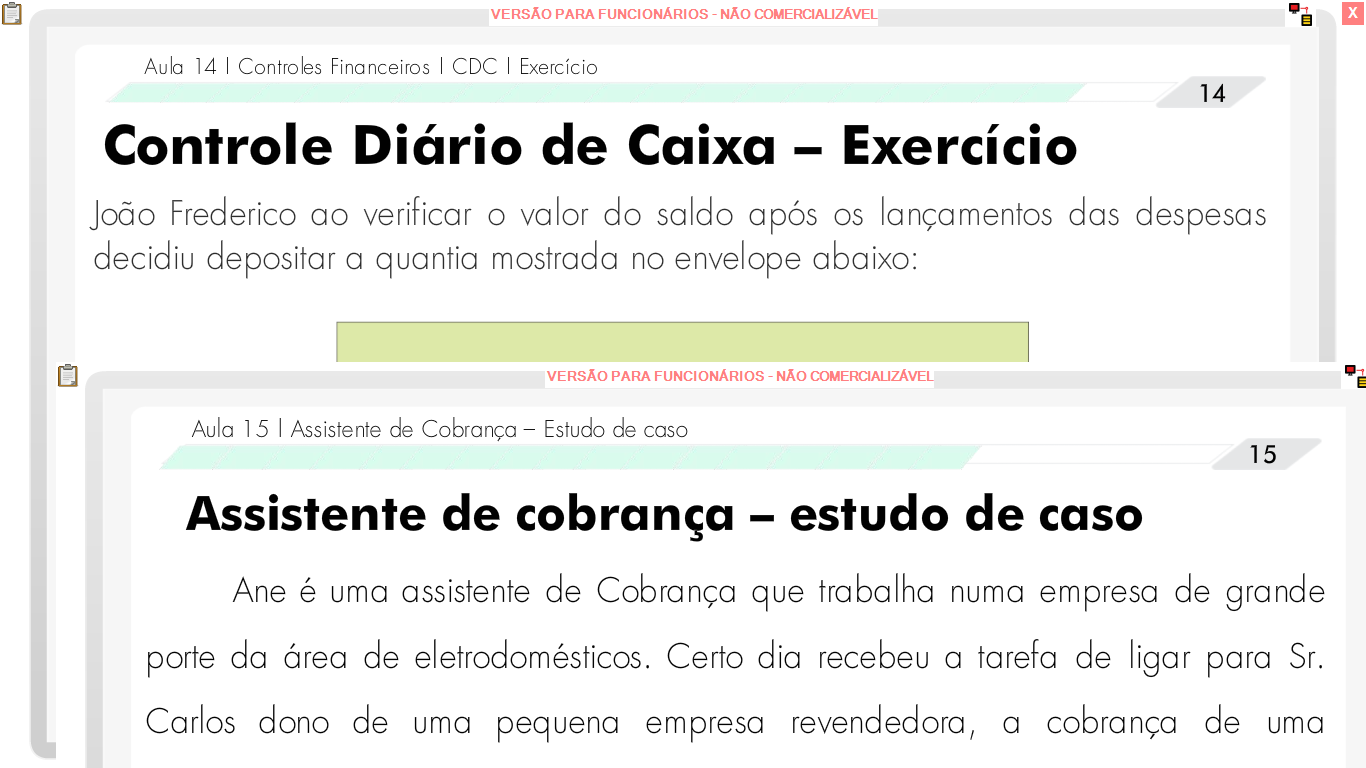 VERSÃO PARA FUNCIONÁRIOS - NÃO COMERCIALIZÁVEL
X
Aula 14 | Controles Financeiros | CDC | Exercício
14
Controle Diário de Caixa – Exercício
João Frederico ao verificar o valor do saldo após os lançamentos das despesas
decidiu depositar a quantia mostrada no envelope abaixo:
VERSÃO PARA FUNCIONÁRIOS - NÃO COMERCIALIZÁVEL
Aula 15 | Assistente de Cobrança – Estudo de caso
15
Assistente de cobrança – estudo de caso
Ane é uma assistente de Cobrança que trabalha numa empresa de grande
porte da área de eletrodomésticos. Certo dia recebeu a tarefa de ligar para Sr.
Carlos dono de uma pequena empresa revendedora, a cobrança de uma